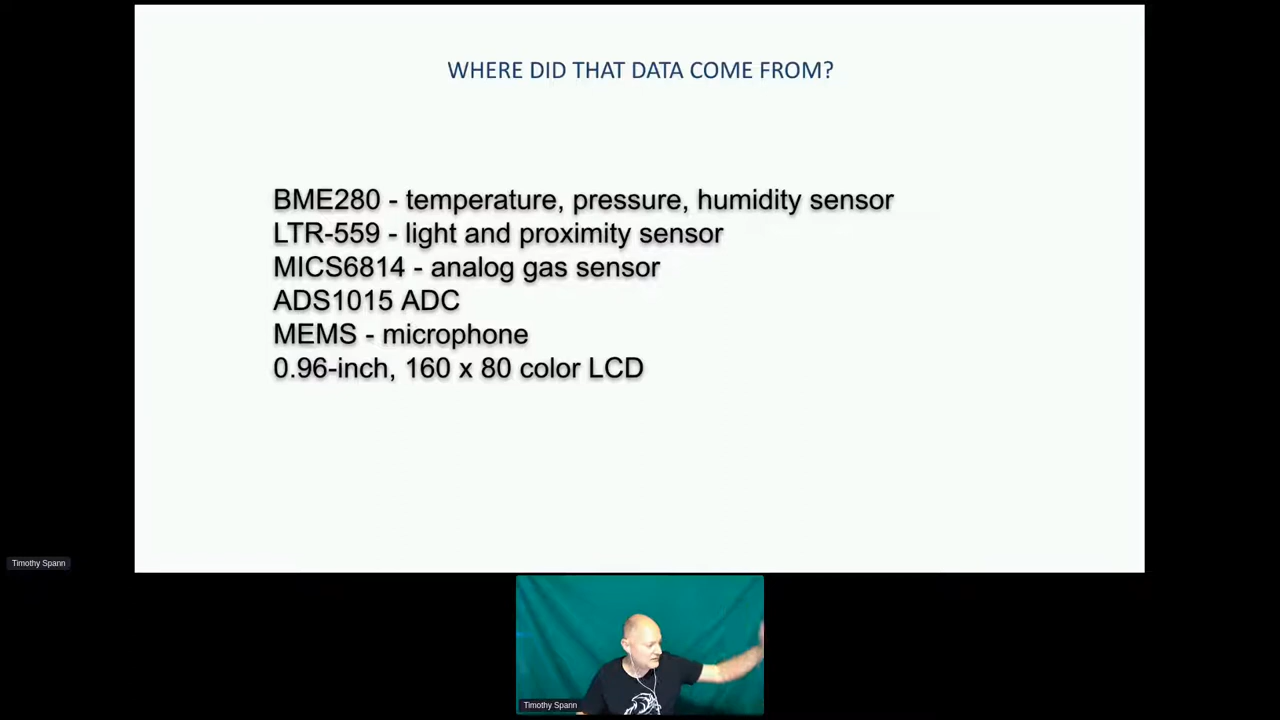 WHERE DID THAT DATA COME FROM?
BME280 - temperature, pressure, humidity sensor
LTR-559 - light and proximity sensor
MICS6814 - analog gas sensor
ADS1015 ADC
MEMS - microphone
0.96-inch, 160 x 80 color LCD
Timothy Spann
Timothy Spann